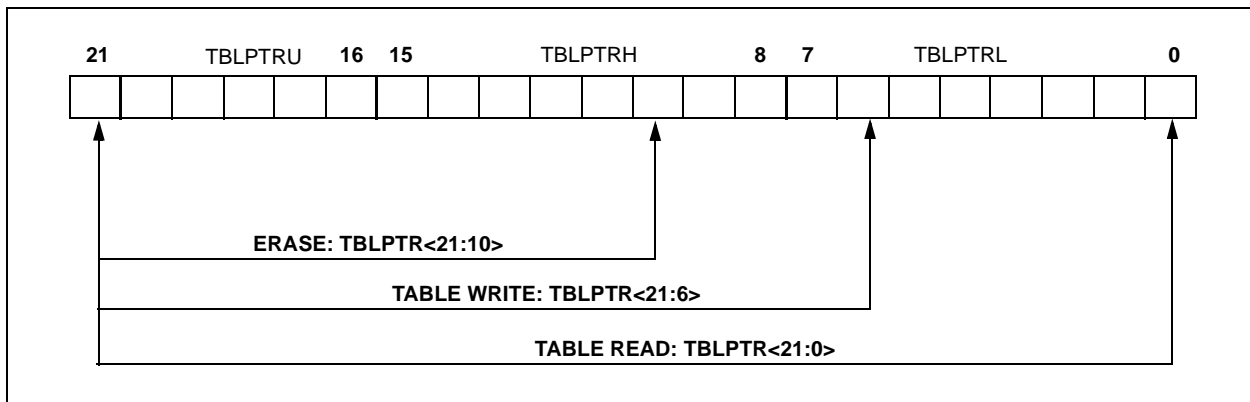 21 TBLPTRU 16 15 TBLPTRH 8 7 TBLPTRL 0
ERASE: TBLPTR<21:10>
TABLE WRITE: TBLPTR<21:6>
TABLE READ: TBLPTR<21:0>